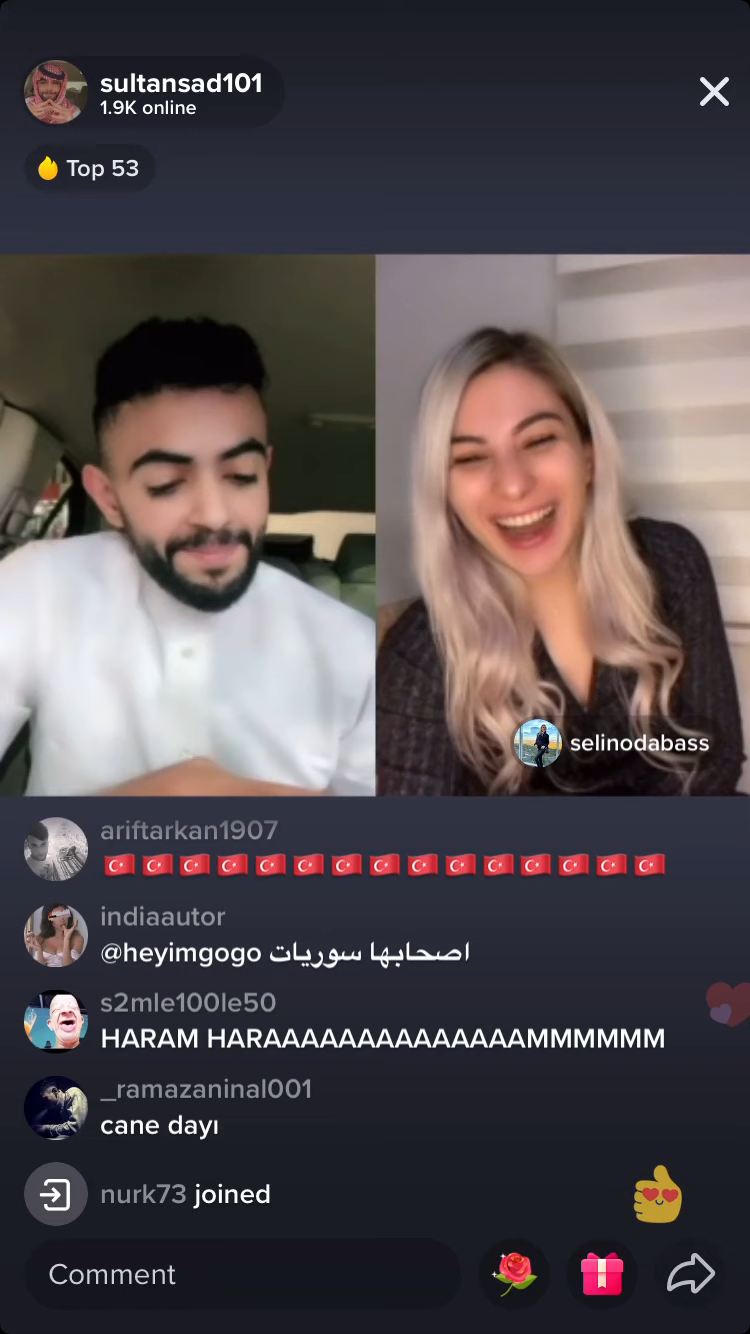 sultansad101
1.9K online
Top 53
selinodabass
ariftarkan1907
🇹🇷🇹🇷🇹🇷🇹🇷🇹🇷🇹🇷🇹🇷🇹🇷🇹🇷🇹🇷🇹🇷🇹🇷🇹🇷🇹🇷🇹🇷
indiaautor
@heyimgogo اصحابها سوريات
s2mle100le50
HARAM HARAAAAAAAAAAAAAAAMMMMMM
_ramazaninal001
cane dayı
nurk73 joined
Comment